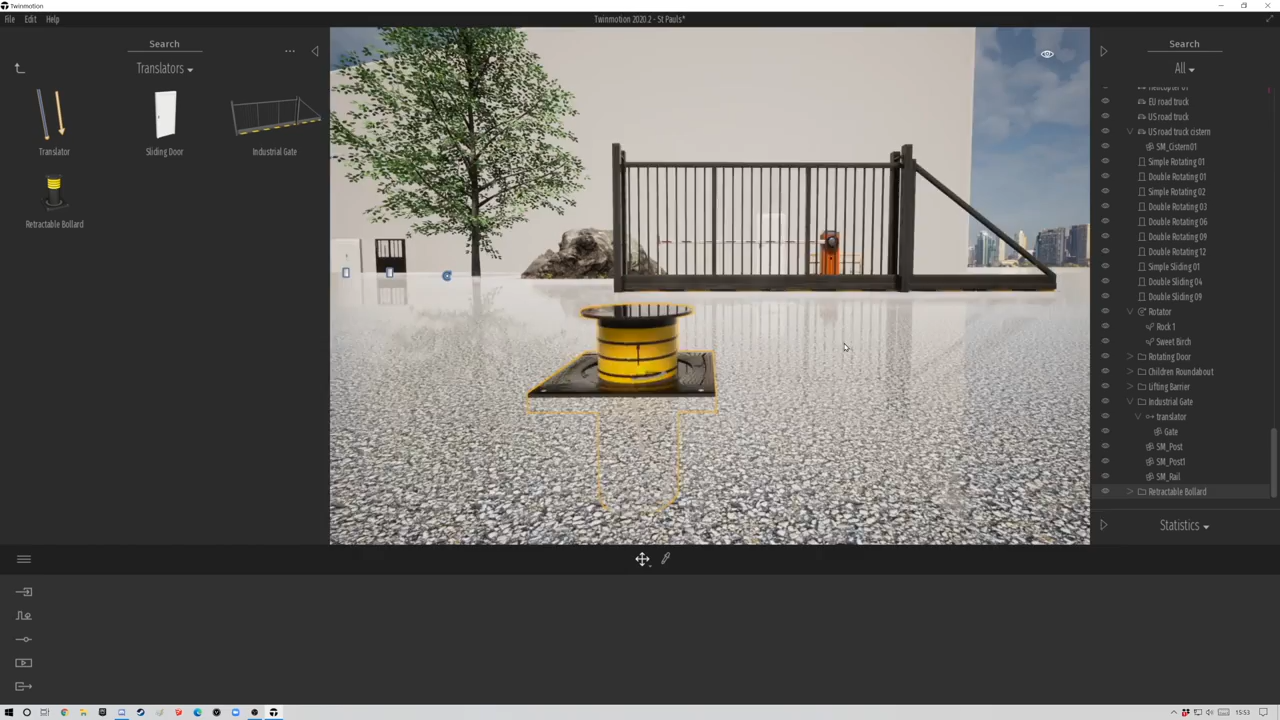 Twinmotion
File Edit Help
Twinmotion 2020.2 - St Pauls*
Search
Translators
Translator
Sliding Door
Industrial Gate
Retractable Bollard
Search
All
Helicopter 01
EU road truck
US road truck
US road truck cistern
SM_Cistern01
Simple Rotating 01
Double Rotating 01
Simple Rotating 02
Double Rotating 03
Double Rotating 06
Double Rotating 09
Double Rotating 12
Simple Sliding 01
Double Sliding 04
Double Sliding 09
Rotator
Rock 1
Sweet Birch
Rotating Door
Children Roundabout
Lifting Barrier
Industrial Gate
translator
Gate
SM_Post
SM_Post1
SM_Rail
Retractable Bollard
Statistics
15:53